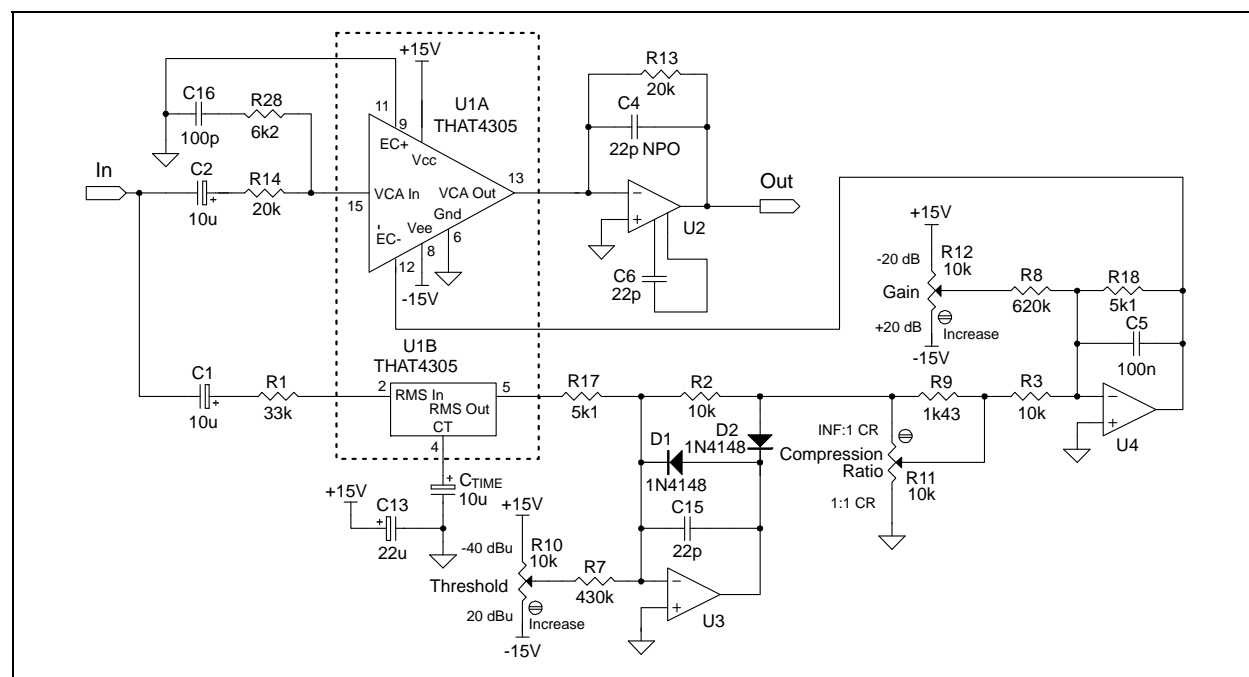 In
C16
100p
R28
6k2
C2
+
10u
R14
20k
+15V
11
9
EC+
Vcc
U1A
THAT4305
VCA In
VCA Out
15
13
Gnd
6
EC-
Vee
8
12
-15V
R13
20k
C4
22p NPO
−
+
U2
C6
22p
Out
C1
+
10u
R1
33k
U1B
THAT4305
2
RMS In
RMS Out
5
CT
4
+
CTIME
10u
+15V
C13
+
22u
R17
5k1
R2
10k
D1
1N4148
D2
1N4148
C15
22p
−
+
U3
+15V
-40 dBu
R10
10k
Threshold
20 dBu
Increase
-15V
R7
430k
+15V
-20 dB
R12
10k
Gain
+20 dB
Increase
-15V
R8
620k
R18
5k1
C5
100n
R9
1k43
R3
10k
−
+
U4
INF:1 CR
Compression
Ratio
R11
10k
1:1 CR